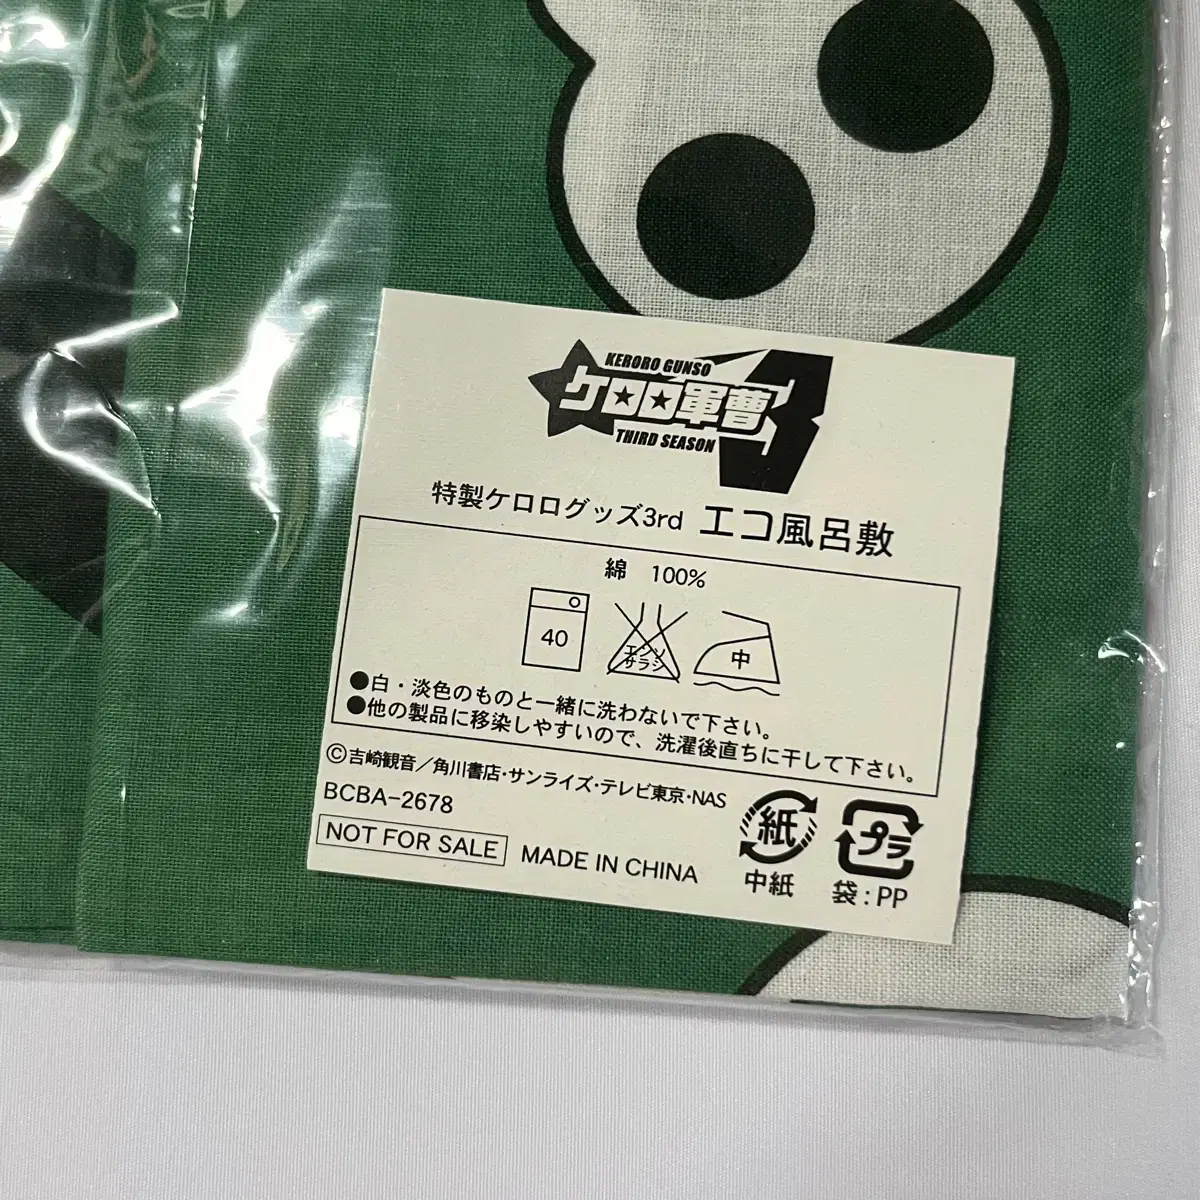 KERORO GUNSO
ケロロ軍曹 3
THIRD SEASON
特製ケロログッズ3rd エコ風呂敷
綿 100%
40
エンソ
サラシ
中
●白・淡色のものと一緒に洗わないで下さい。
●他の製品に移染しやすいので、洗濯後直ちに干して下さい。
©吉崎観音／角川書店・サンライズ・テレビ東京・NAS
BCBA-2678
NOT FOR SALE MADE IN CHINA
紙
中紙
プラ
袋：PP